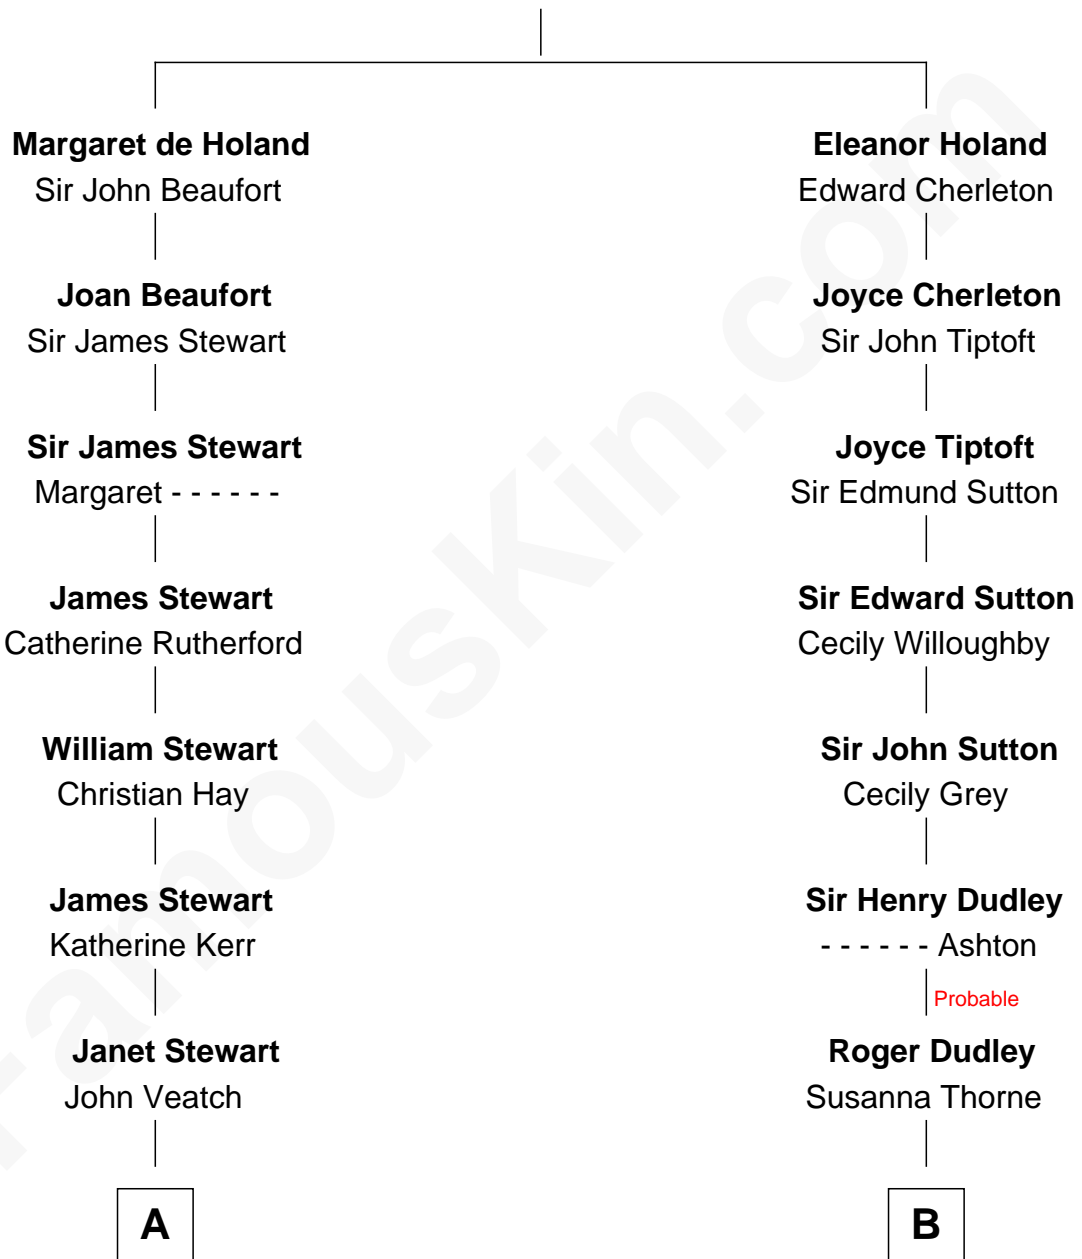 Margaret de Holand
Sir John Beaufort
Eleanor Holand
Edward Cherleton
Joan Beaufort
Sir James Stewart
Joyce Cherleton
Sir John Tiptoft
Sir James Stewart
Margaret - - - - - -
Joyce Tiptoft
Sir Edmund Sutton
James Stewart
Catherine Rutherford
Sir Edward Sutton
Cecily Willoughby
William Stewart
Christian Hay
Sir John Sutton
Cecily Grey
James Stewart
Katherine Kerr
Sir Henry Dudley
- - - - - - Ashton
Probable
Janet Stewart
John Veatch
Roger Dudley
Susanna Thorne
A
B
FamousKin.com